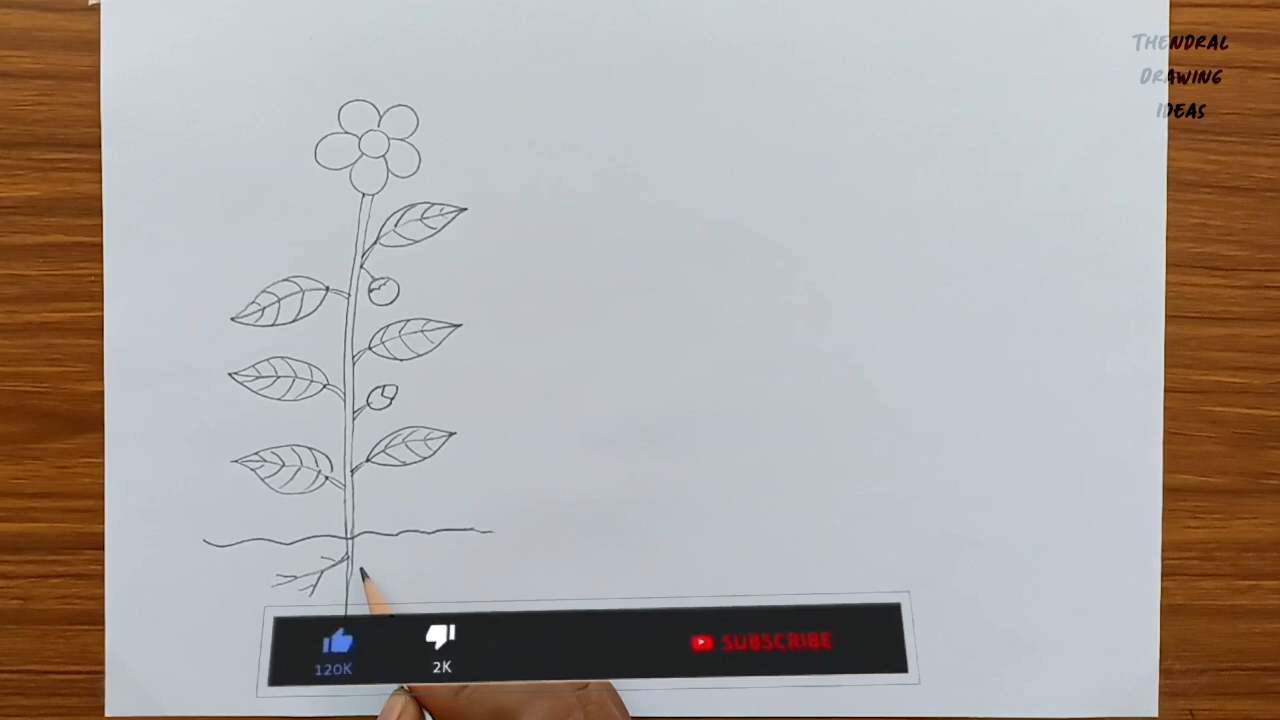 THENDRAL
DRAWING
IDEAS
120K
2K
SUBSCRIBE